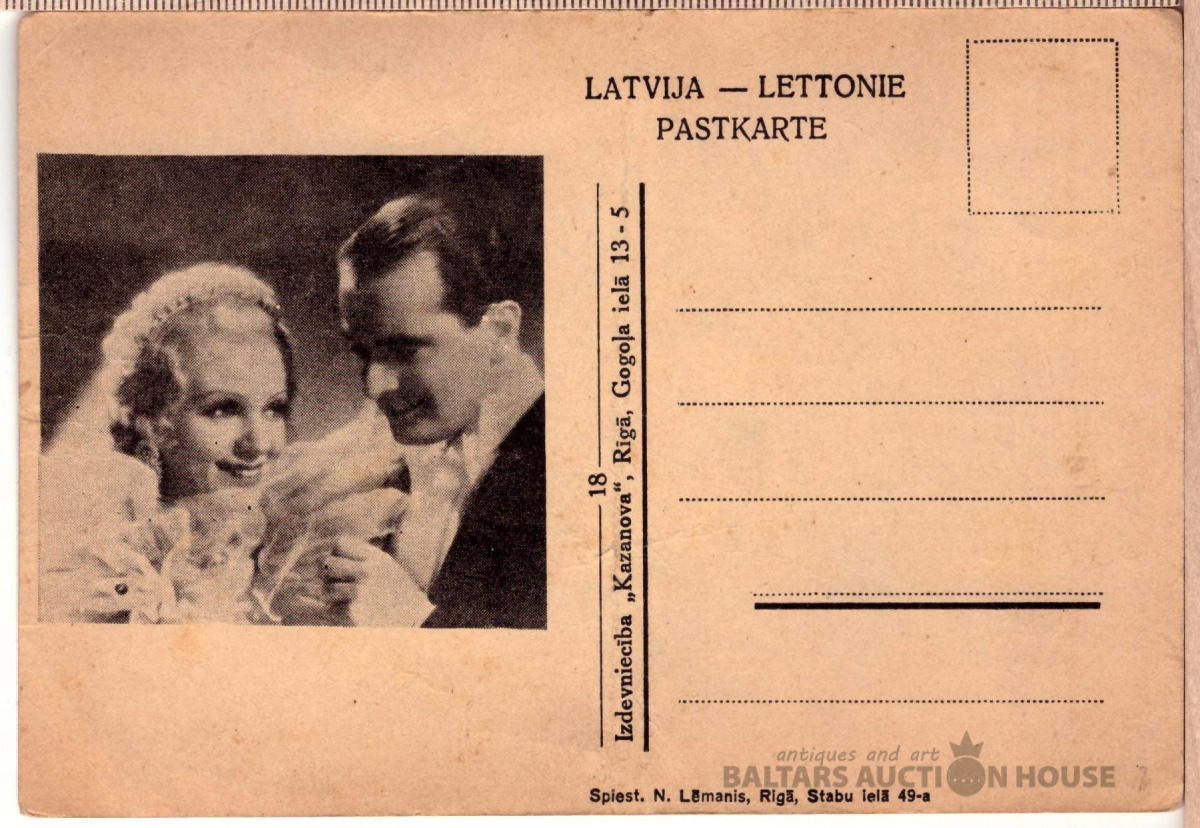 LATVIJA — LETTONIE
PASTKARTE
18
Izdevniecība „Kazanova“, Rīgā, Gogoļa ielā 13 - 5
antiques and art
BALTARS AUCTION HOUSE
Spiest. N. Lēmanis, Rīgā, Stabu ielā 49-a